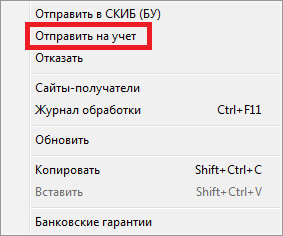 Отправить в СКИБ (БУ)
Отправить на учет
Отказать
Сайты-получатели
Журнал обработки Ctrl+F11
Обновить
Копировать Shift+Ctrl+C
Вставить Shift+Ctrl+V
Банковские гарантии